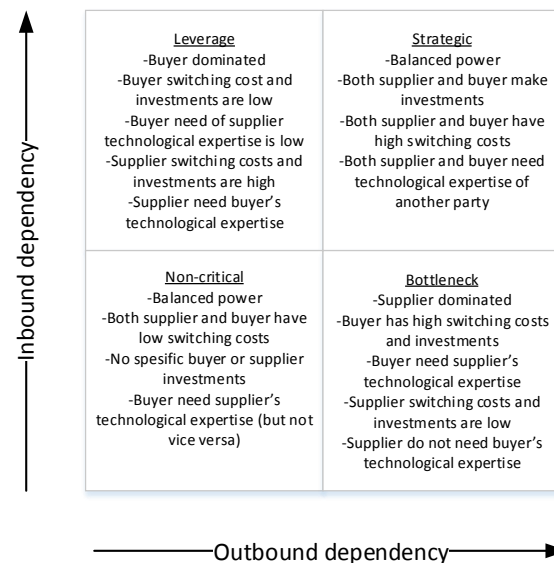 Inbound dependency
Leverage
-Buyer dominated
-Buyer switching cost and
investments are low
-Buyer need of supplier
technological expertise is low
-Supplier switching costs and
investments are high
-Supplier need buyer's
technological expertise
Strategic
-Balanced power
-Both supplier and buyer make
investments
-Both supplier and buyer have
high switching costs
-Both supplier and buyer need
technological expertise of
another party
Non-critical
-Balanced power
-Both supplier and buyer have
low switching costs
-No spesific buyer or supplier
investments
-Buyer need supplier's
technological expertise (but not
vice versa)
Bottleneck
-Supplier dominated
-Buyer has high switching costs
and investments
-Buyer need supplier's
technological expertise
-Supplier switching costs and
investments are low
-Supplier do not need buyer's
technological expertise
Outbound dependency